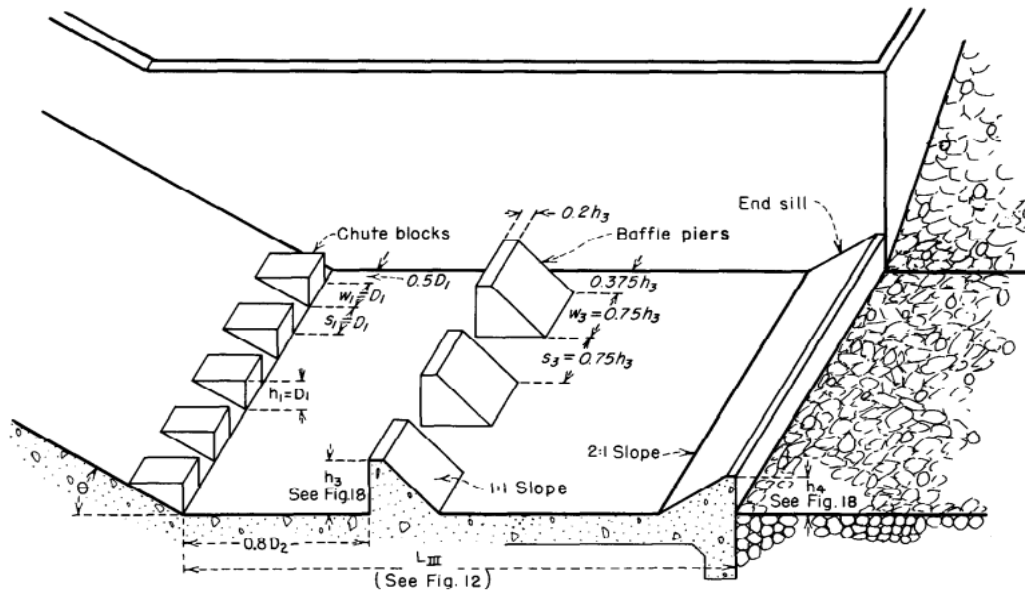 0.2h₃
End sill
Chute blocks
Baffle piers
0.5D₁
0.375h₃
w₁ = D₁
w₃ = 0.75h₃
s₁ = D₁
s₃ = 0.75h₃
h₁ = D₁
2:1 Slope
h₃
See Fig.18
1:1 Slope
h₄
See Fig. 18
θ
0.8D₂
L III
(See Fig. 12)